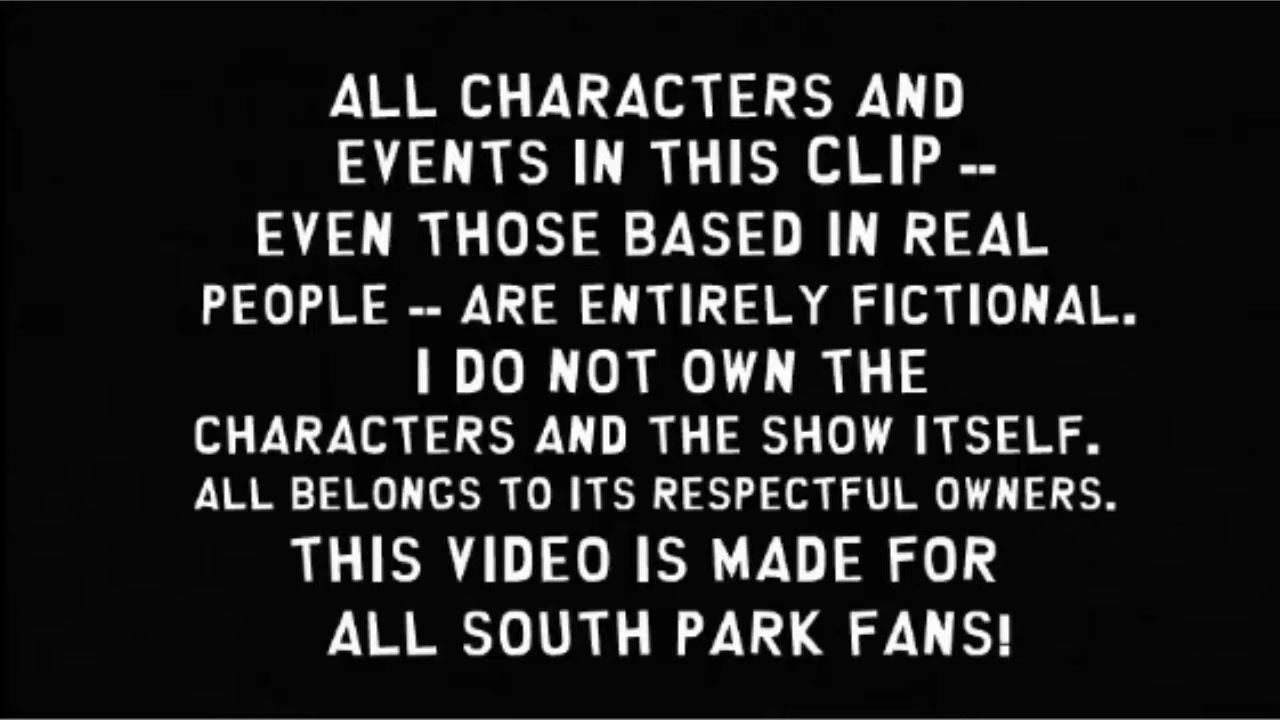 ALL CHARACTERS AND
EVENTS IN THIS CLIP --
EVEN THOSE BASED IN REAL
PEOPLE -- ARE ENTIRELY FICTIONAL.
I DO NOT OWN THE
CHARACTERS AND THE SHOW ITSELF.
ALL BELONGS TO ITS RESPECTFUL OWNERS.
THIS VIDEO IS MADE FOR
ALL SOUTH PARK FANS!